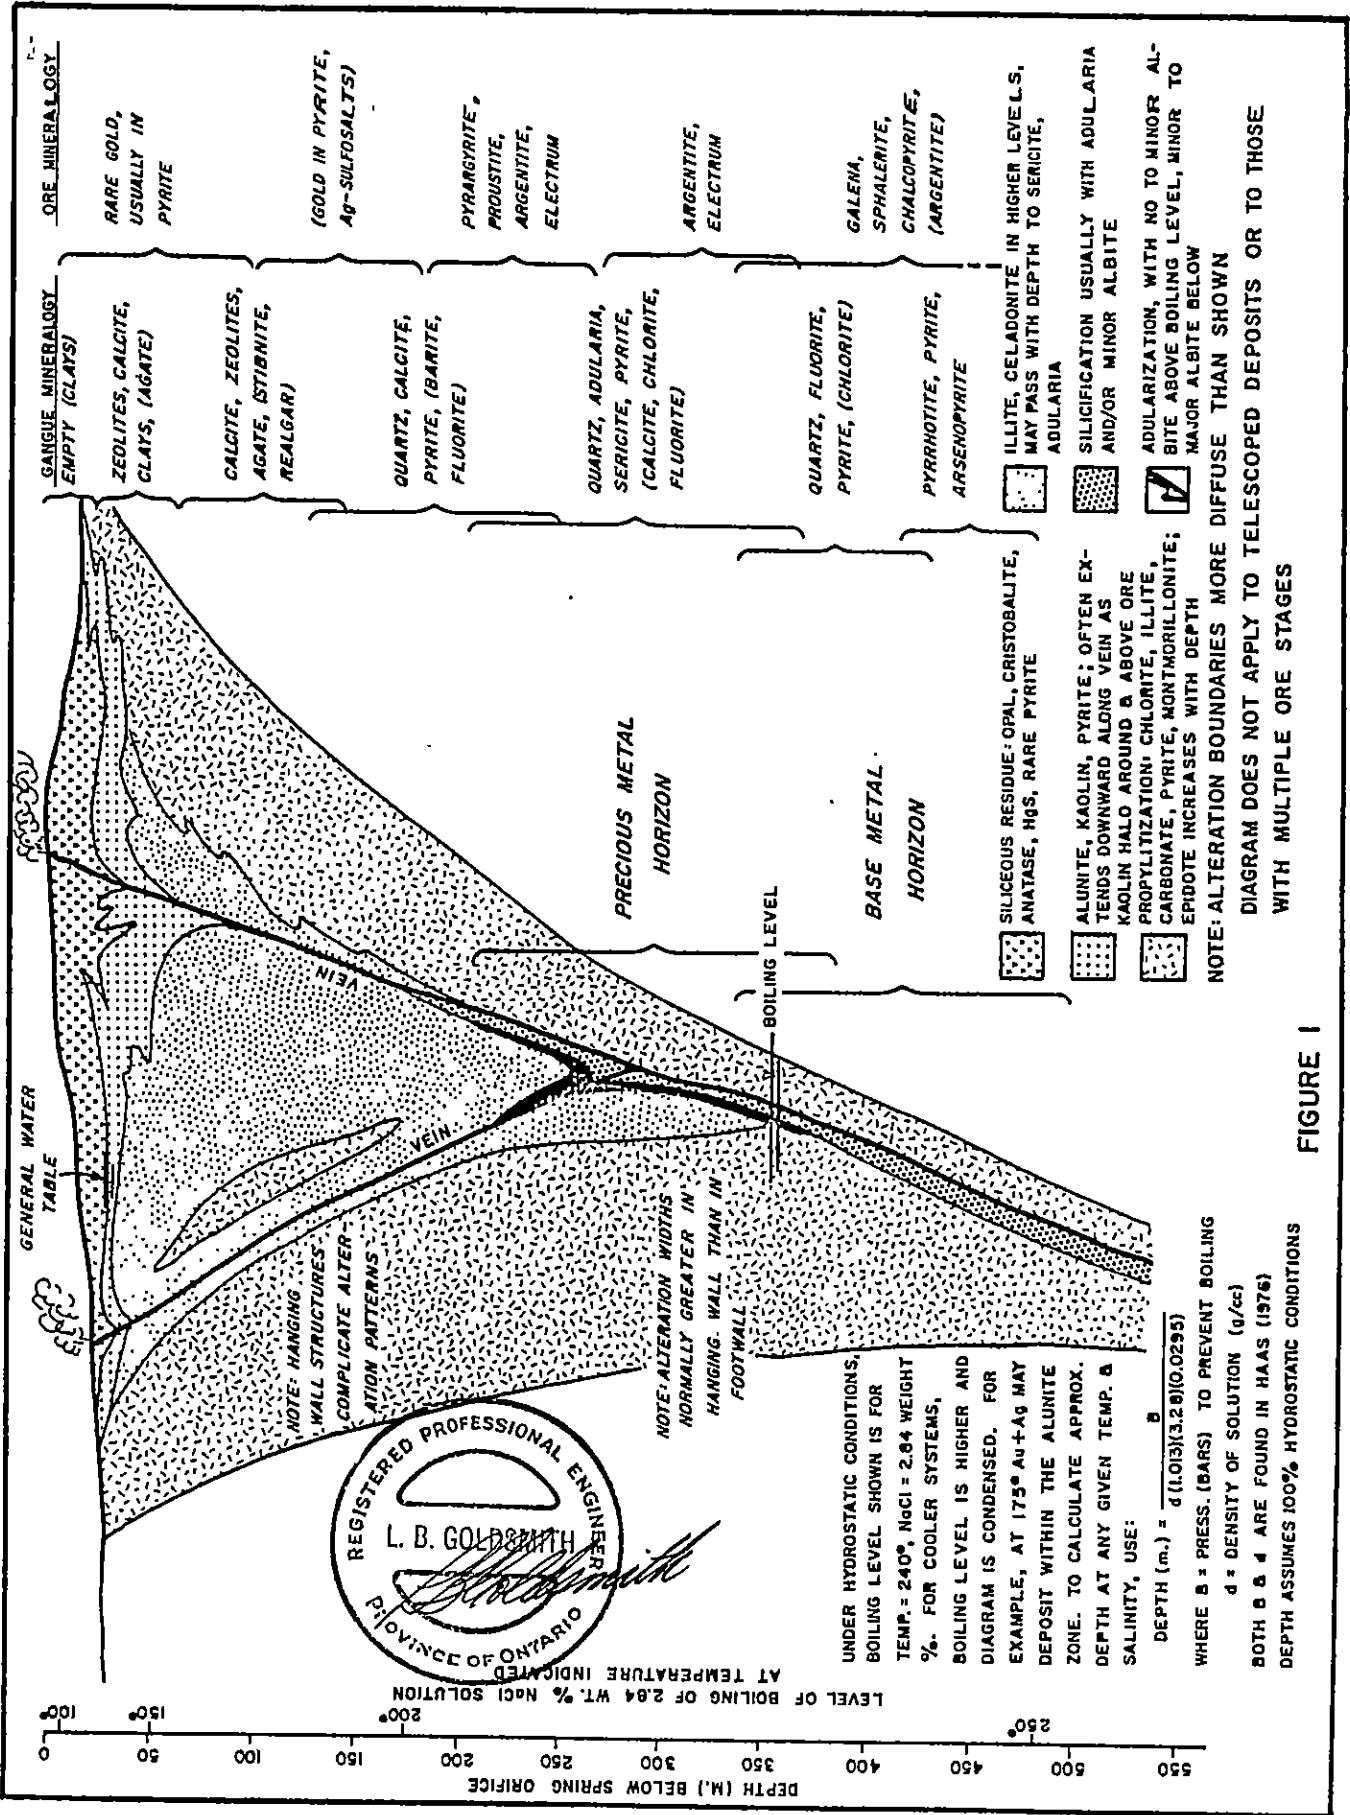 GENERAL WATER
TABLE
GANGUE MINERALOGY
EMPTY (CLAYS)
ZEOLITES, CALCITE,
CLAYS, (AGATE)
CALCITE, ZEOLITES,
AGATE, (STIBNITE,
REALGAR)
QUARTZ, CALCITE,
PYRITE, (BARITE,
FLUORITE)
QUARTZ, ADULARIA,
SERICITE, PYRITE,
(CALCITE, CHLORITE,
FLUORITE)
QUARTZ, FLUORITE,
PYRITE, (CHLORITE)
PYRRHOTITE, PYRITE,
ARSENOPYRITE
ORE MINERALOGY
RARE GOLD,
USUALLY IN
PYRITE
(GOLD IN PYRITE,
Ag-SULFOSALTS)
PYRARGYRITE,
PROUSTITE,
ARGENTITE,
ELECTRUM
ARGENTITE,
ELECTRUM
GALENA,
SPHALERITE,
CHALCOPYRITE,
(ARGENTITE)
VEIN
VEIN
NOTE: HANGING
WALL STRUCTURES
COMPLICATE ALTER-
ATION PATTERNS
NOTE: ALTERATION WIDTHS
NORMALLY GREATER IN
HANGING WALL THAN IN
FOOTWALL
PRECIOUS METAL
HORIZON
BOILING LEVEL
BASE METAL
HORIZON
REGISTERED PROFESSIONAL ENGINEER
L. B. GOLDSMITH
PROVINCE OF ONTARIO
DEPTH (M.) BELOW SPRING ORIFICE
0
50
100
150
200
250
300
350
400
450
500
550
100°
150°
200°
250°
LEVEL OF BOILING OF 2.84 WT. % NaCl SOLUTION
AT TEMPERATURE INDICATED
UNDER HYDROSTATIC CONDITIONS,
BOILING LEVEL SHOWN IS FOR
TEMP. = 240°, NaCl = 2.84 WEIGHT
%. FOR COOLER SYSTEMS,
BOILING LEVEL IS HIGHER AND
DIAGRAM IS CONDENSED. FOR
EXAMPLE, AT 175° Au+Ag MAY
DEPOSIT WITHIN THE ALUNITE
ZONE. TO CALCULATE APPROX.
DEPTH AT ANY GIVEN TEMP. &
SALINITY, USE:
DEPTH (m.) = B
d (1.013)(3.28)(0.0295)
WHERE B = PRESS. (BARS) TO PREVENT BOILING
d = DENSITY OF SOLUTION (g/cc)
BOTH B & d ARE FOUND IN HAAS (1976)
DEPTH ASSUMES 100% HYDROSTATIC CONDITIONS
SILICEOUS RESIDUE: OPAL, CRISTOBALITE,
ANATASE, HgS, RARE PYRITE
ALUNITE, KAOLIN, PYRITE; OFTEN EX-
TENDS DOWNWARD ALONG VEIN AS
KAOLIN HALO AROUND & ABOVE ORE
PROPYLITIZATION: CHLORITE, ILLITE,
CARBONATE, PYRITE, MONTMORILLONITE;
EPIDOTE INCREASES WITH DEPTH
ILLITE, CELADONITE IN HIGHER LEVELS,
MAY PASS WITH DEPTH TO SERICITE,
ADULARIA
SILICIFICATION USUALLY WITH ADULARIA
AND/OR MINOR ALBITE
ADULARIZATION, WITH NO TO MINOR AL-
BITE ABOVE BOILING LEVEL, MINOR TO
MAJOR ALBITE BELOW
NOTE: ALTERATION BOUNDARIES MORE DIFFUSE THAN SHOWN
DIAGRAM DOES NOT APPLY TO TELESCOPED DEPOSITS OR TO THOSE
WITH MULTIPLE ORE STAGES
FIGURE 1